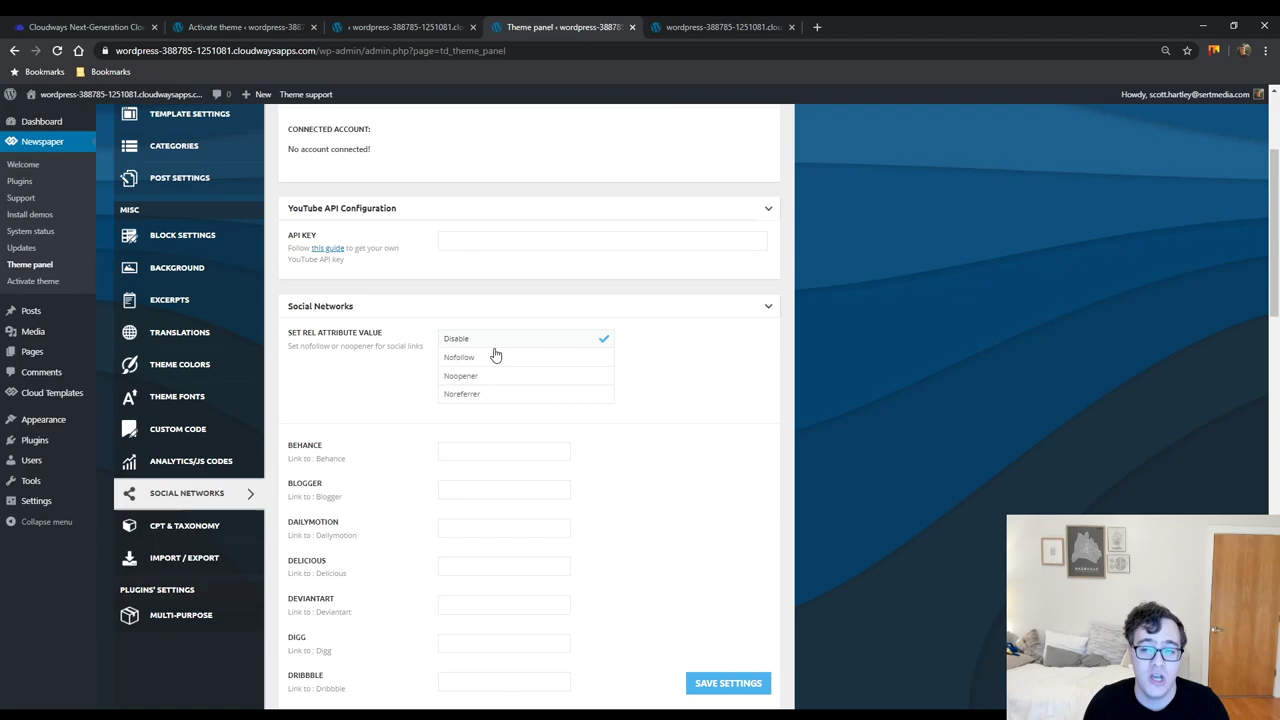 Cloudways Next-Generation Cloud
Activate theme ‹ wordpress-3887
‹ wordpress-388785-1251081.clo
Theme panel ‹ wordpress-388785
wordpress-388785-1251081.cloud
wordpress-388785-1251081.cloudwaysapps.com/wp-admin/admin.php?page=td_theme_panel
Bookmarks
Bookmarks
wordpress-388785-1251081.cloudwaysapps.c...
0
New
Theme support
Howdy, scott.hartley@sertmedia.com
Dashboard
Newspaper
Welcome
Plugins
Support
Install demos
System status
Updates
Theme panel
Activate theme
Posts
Media
Pages
Comments
Cloud Templates
Appearance
Plugins
Users
Tools
Settings
Collapse menu
TEMPLATE SETTINGS
CATEGORIES
POST SETTINGS
MISC
BLOCK SETTINGS
BACKGROUND
EXCERPTS
TRANSLATIONS
THEME COLORS
THEME FONTS
CUSTOM CODE
ANALYTICS/JS CODES
SOCIAL NETWORKS
CPT & TAXONOMY
IMPORT / EXPORT
PLUGINS' SETTINGS
MULTI-PURPOSE
CONNECTED ACCOUNT:
No account connected!
YouTube API Configuration
API KEY
Follow this guide to get your own
YouTube API key
Social Networks
SET REL ATTRIBUTE VALUE
Set nofollow or noopener for social links
Disable
Nofollow
Noopener
Noreferrer
BEHANCE
Link to : Behance
BLOGGER
Link to : Blogger
DAILYMOTION
Link to : Dailymotion
DELICIOUS
Link to : Delicious
DEVIANTART
Link to : Deviantart
DIGG
Link to : Digg
DRIBBBLE
Link to : Dribbble
SAVE SETTINGS